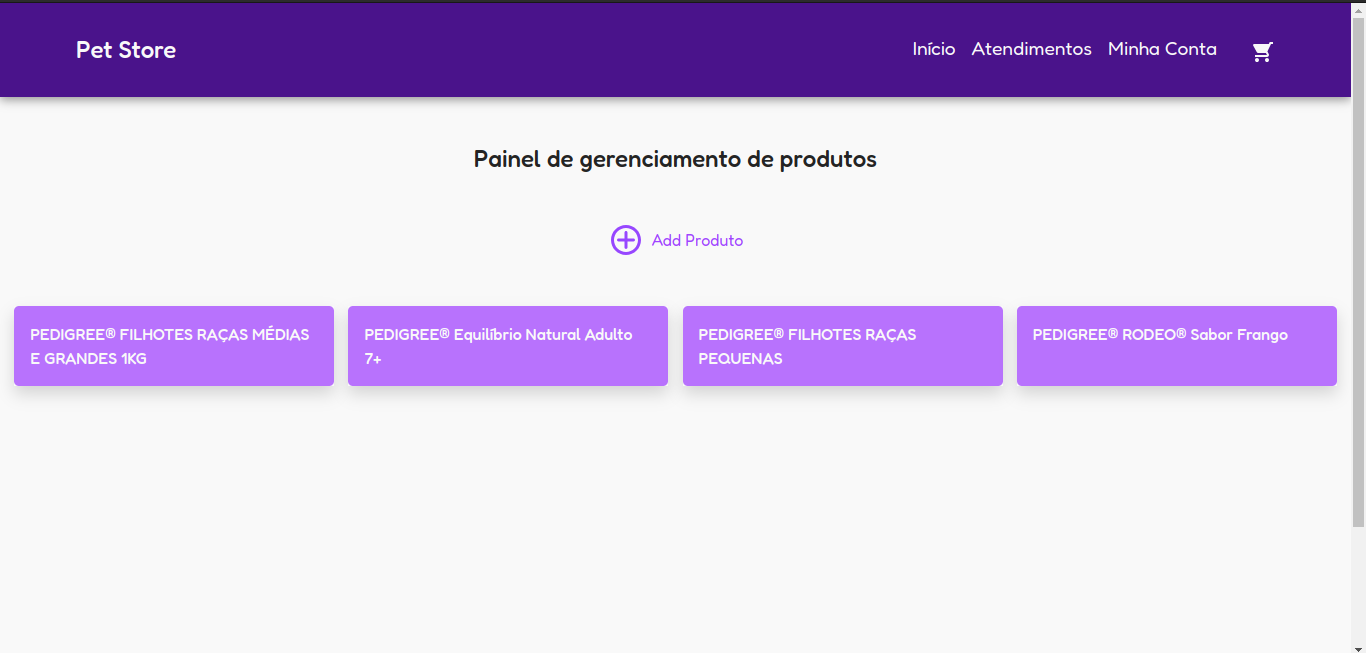 Pet Store
Início Atendimentos Minha Conta
Painel de gerenciamento de produtos
Add Produto
PEDIGREE® FILHOTES RAÇAS MÉDIAS
E GRANDES 1KG
PEDIGREE® Equilíbrio Natural Adulto
7+
PEDIGREE® FILHOTES RAÇAS
PEQUENAS
PEDIGREE® RODEO® Sabor Frango